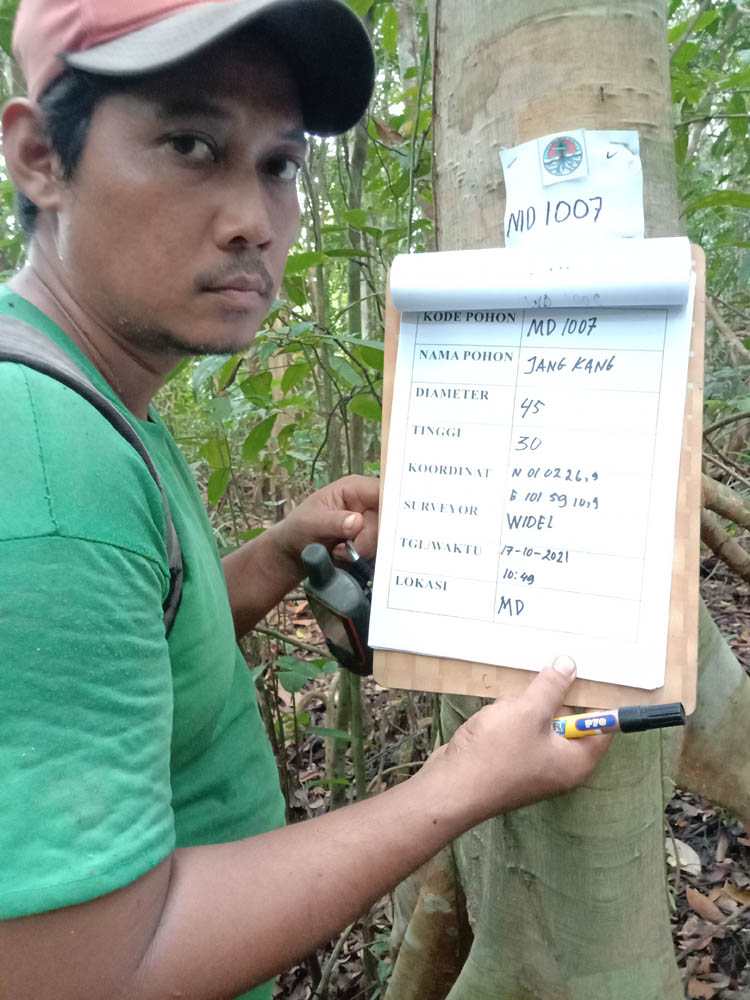 MD 1007
KODE POHON MD 1007
NAMA POHON JANG KANG
DIAMETER 45
TINGGI 30
KOORDINAT N 01 02 26,9
E 101 59 10,9
SURVEYOR WIDEL
TGL/WAKTU 17-10-2021
10:49
LOKASI MD
P70